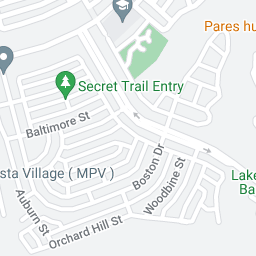 Pares hu
Secret Trail Entry
Baltimore St
sta Village ( MPV )
Boston Dr
Woodbine St
Lake
Ba
Auburn St
Orchard Hill St